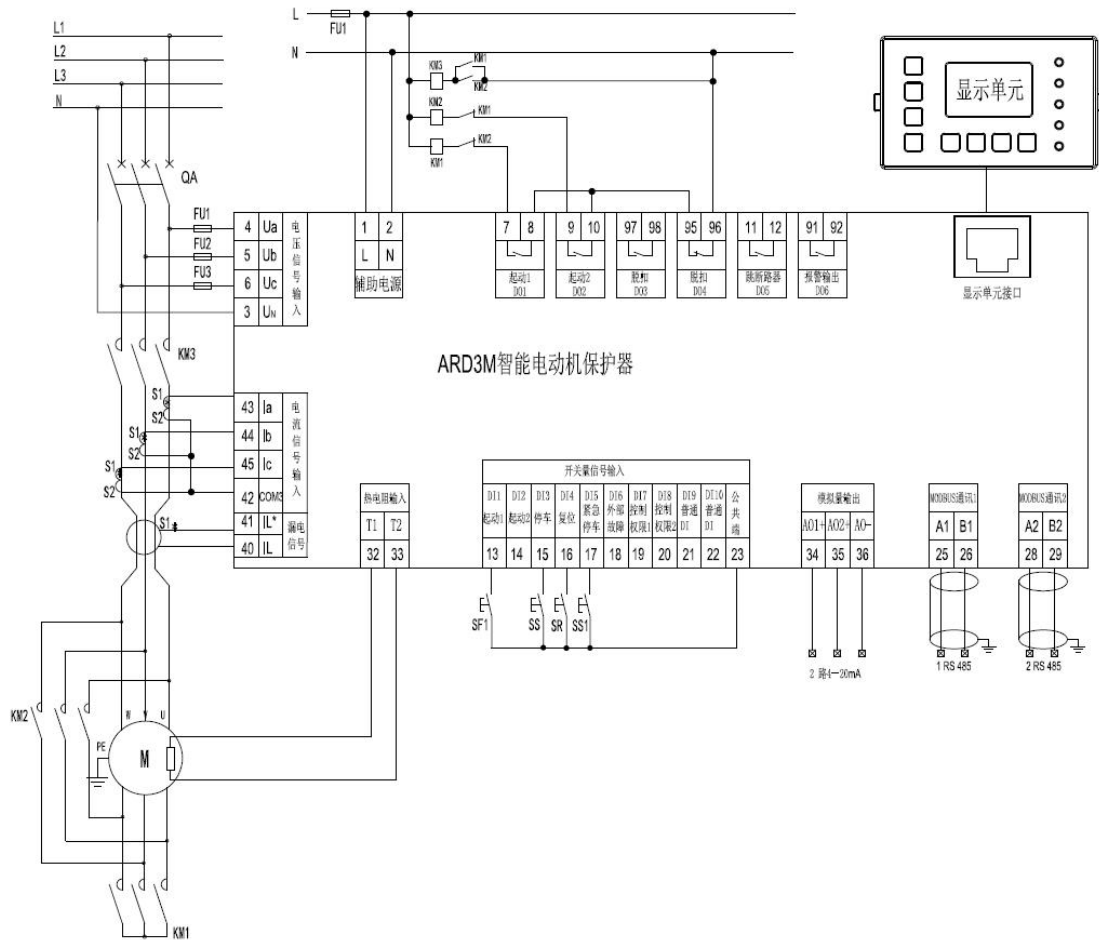 L1
L2
L3
N
QA
L
FU1
N
KM3
KM1
KM2
KM2
KM1
KM1
KM2
显示单元
显示单元接口
FU1
FU2
FU3
4 Ua
5 Ub
6 Uc
3 UN
电压信号输入
1 2
L N
辅助电源
7 8
起动1
DO1
9 10
起动2
DO2
97 98
脱扣
DO3
95 96
脱扣
DO4
11 12
跳断路器
DO5
91 92
报警输出
DO6
ARD3M智能电动机保护器
KM3
S1
S2
S1
S2
S1
S2
43 Ia
44 Ib
45 Ic
42 COM3
电流信号输入
S1
41 IL*
40 IL
漏电信号
热电阻输入
T1 T2
32 33
开关量信号输入
DI1 起动1 13
DI2 起动2 14
DI3 停车 15
DI4 复位 16
DI5 紧急停车 17
DI6 外部故障 18
DI7 控制权限1 19
DI8 控制权限2 20
DI9 普通DI 21
DI10 普通DI 22
公共端 23
SF1
SS
SR
SS1
模拟量输出
AO1+ AO2+ AO-
34 35 36
2 路4—20mA
MODBUS通讯1
A1 B1
25 26
1 RS 485
MODBUS通讯2
A2 B2
28 29
2 RS 485
KM2
W V U
PE
M
KM1